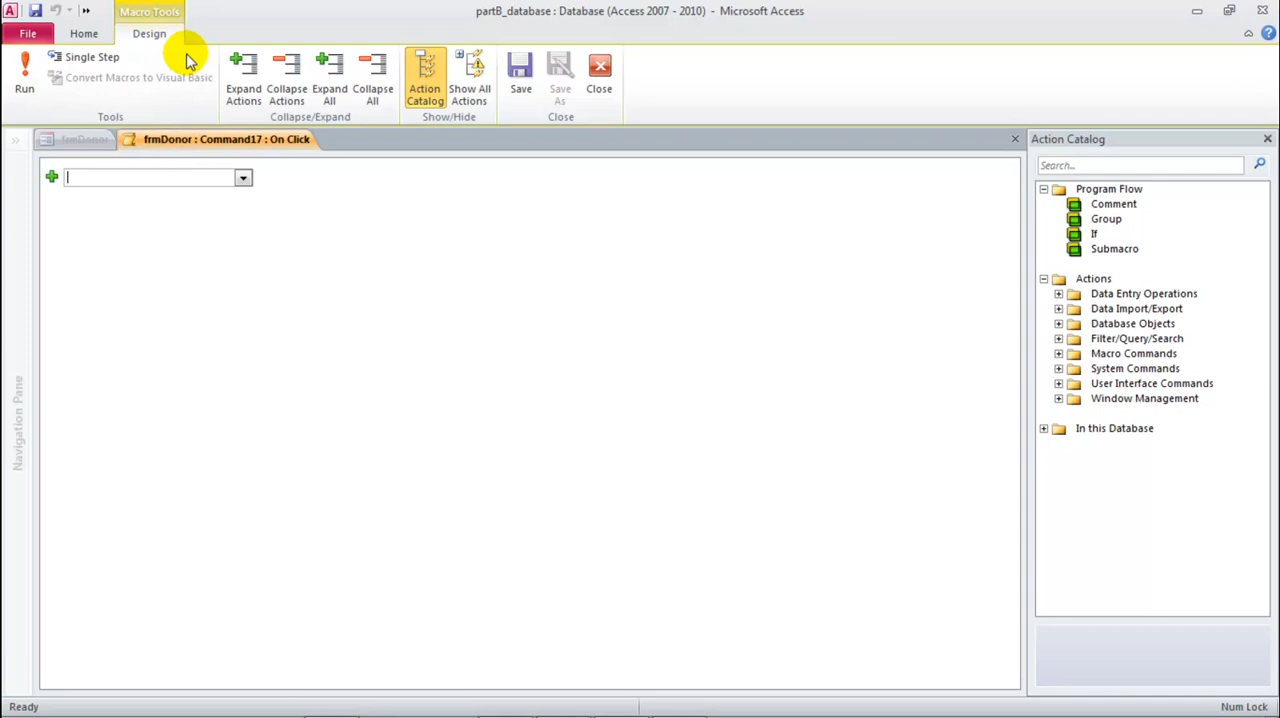 Macro Tools
partB_database : Database (Access 2007 - 2010) - Microsoft Access
File
Home
Design
Run
Single Step
Convert Macros to Visual Basic
Tools
Expand Actions
Collapse Actions
Expand All
Collapse All
Collapse/Expand
Action Catalog
Show All Actions
Show/Hide
Save
Save As
Close
Close
frmDonor
frmDonor : Command17 : On Click
Navigation Pane
Action Catalog
Search...
Program Flow
Comment
Group
If
Submacro
Actions
Data Entry Operations
Data Import/Export
Database Objects
Filter/Query/Search
Macro Commands
System Commands
User Interface Commands
Window Management
In this Database
Ready
Num Lock